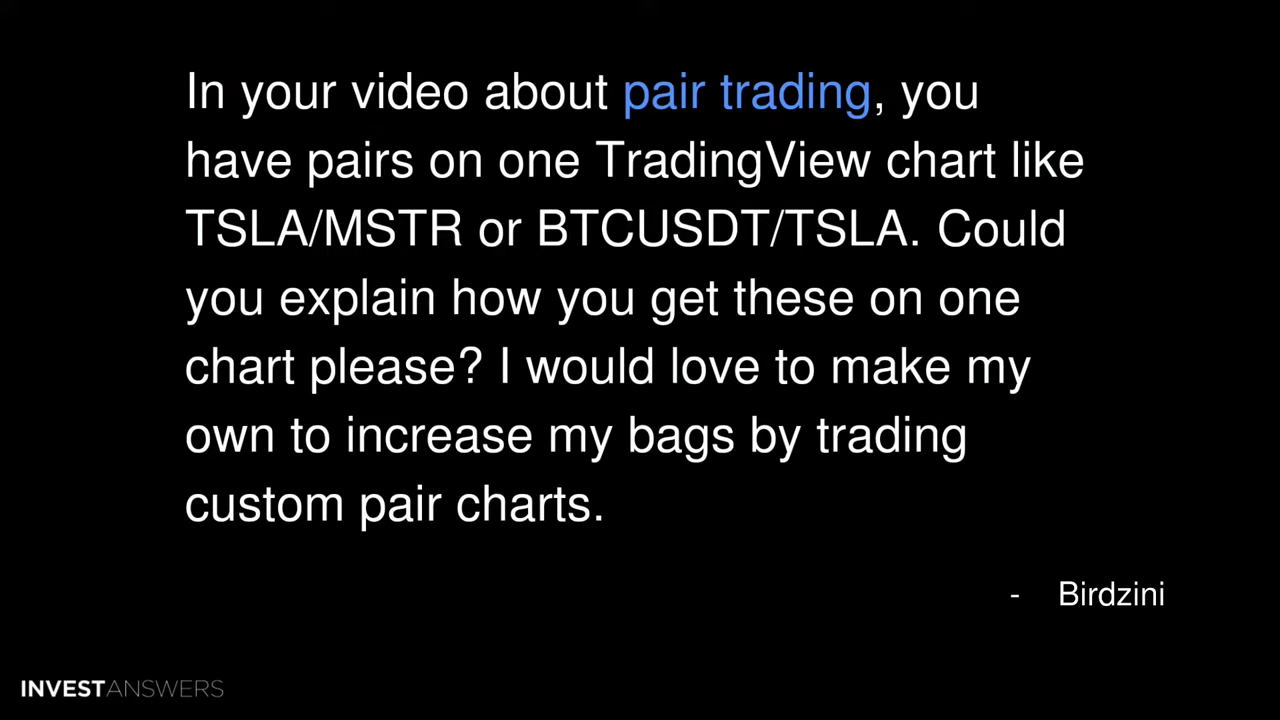 In your video about pair trading, you
have pairs on one TradingView chart like
TSLA/MSTR or BTCUSDT/TSLA. Could
you explain how you get these on one
chart please? I would love to make my
own to increase my bags by trading
custom pair charts.
- Birdzini
INVESTANSWERS